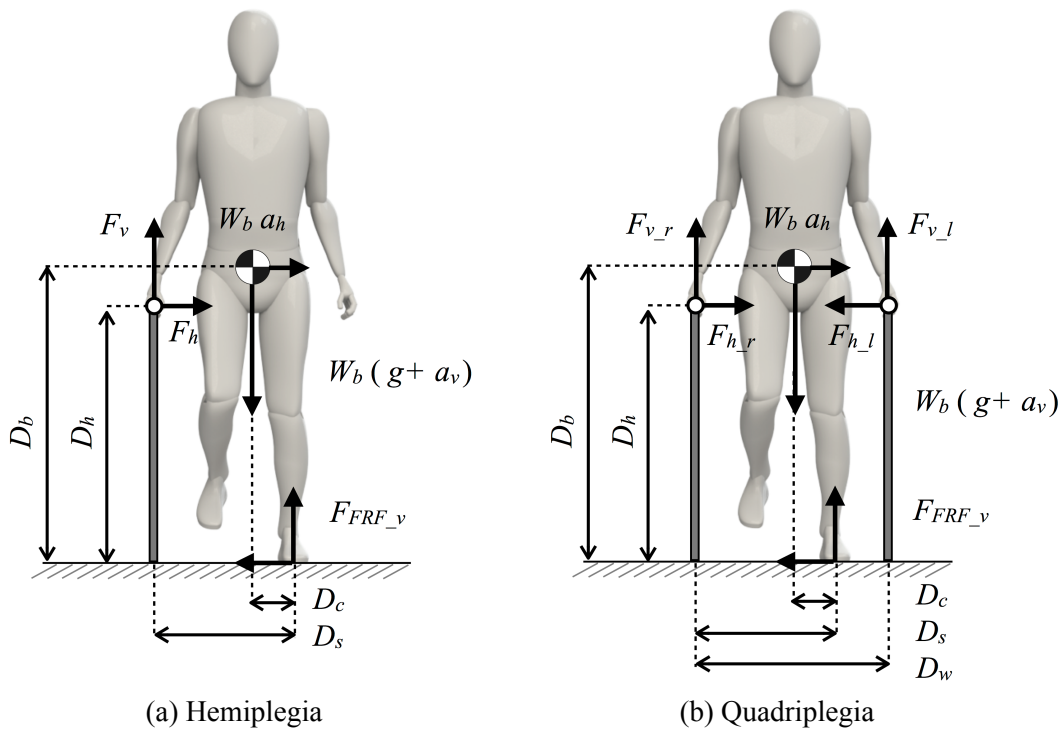 F_v
W_b a_h
F_h
W_b ( g+ a_v)
D_b
D_h
F_FRF_v
D_c
D_s
(a) Hemiplegia
F_v_r
W_b a_h
F_v_l
F_h_r
F_h_l
W_b ( g+ a_v)
D_b
D_h
F_FRF_v
D_c
D_s
D_w
(b) Quadriplegia